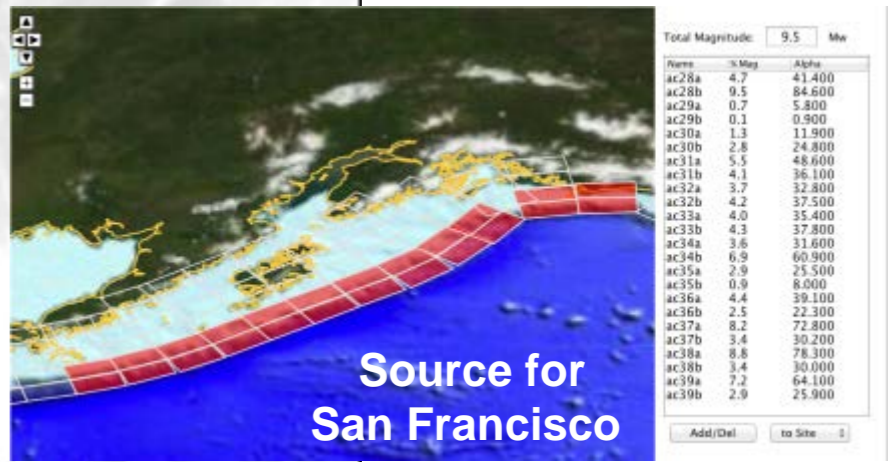 Total Magnitude: 9.5 Mw
Name % Mag Alpha
ac28a 4.7 41.400
ac28b 9.5 84.600
ac29a 0.7 5.800
ac29b 0.1 0.900
ac30a 1.3 11.900
ac30b 2.8 24.800
ac31a 5.5 48.600
ac31b 4.1 36.100
ac32a 3.7 32.800
ac32b 4.2 37.500
ac33a 4.0 35.400
ac33b 4.3 37.800
ac34a 3.6 31.600
ac34b 6.9 60.900
ac35a 2.9 25.500
ac35b 0.9 8.000
ac36a 4.4 39.100
ac36b 2.5 22.300
ac37a 8.2 72.800
ac37b 3.4 30.200
ac38a 8.8 78.300
ac38b 3.4 30.000
ac39a 7.2 64.100
ac39b 2.9 25.900
Add/Del to Site
Source for
San Francisco